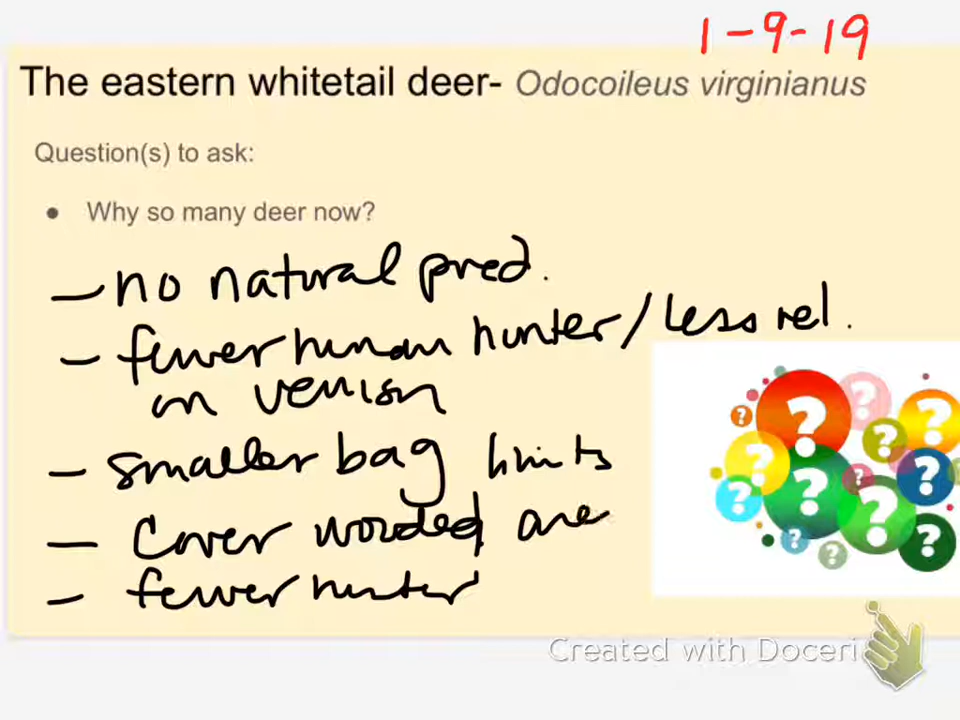 1-9-19
The eastern whitetail deer- Odocoileus virginianus
Question(s) to ask:
● Why so many deer now?
– no natural pred.
– fewer human hunter/less rel.
on venison
– smaller bag limits
– Cover wooded are
– fewer hunter
? ? ? ? ? ? ? ? ? ? ? ?
Created with Doceri